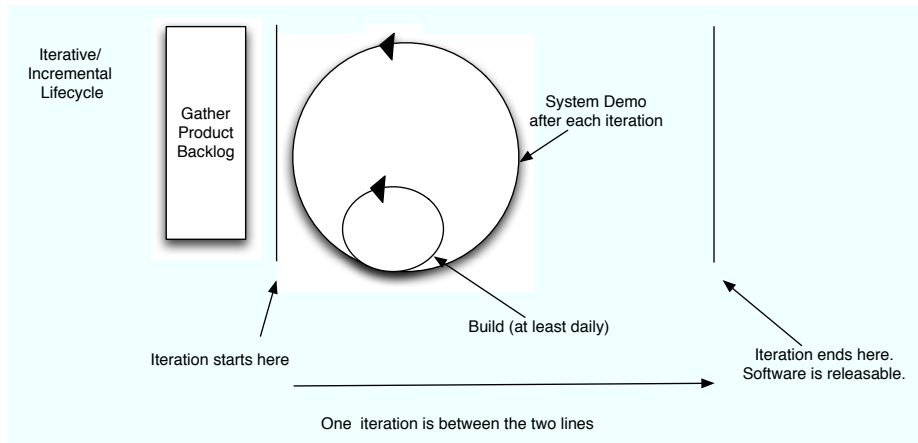 Iterative/
Incremental
Lifecycle
Gather
Product
Backlog
System Demo
after each iteration
Build (at least daily)
Iteration starts here
Iteration ends here.
Software is releasable.
One iteration is between the two lines